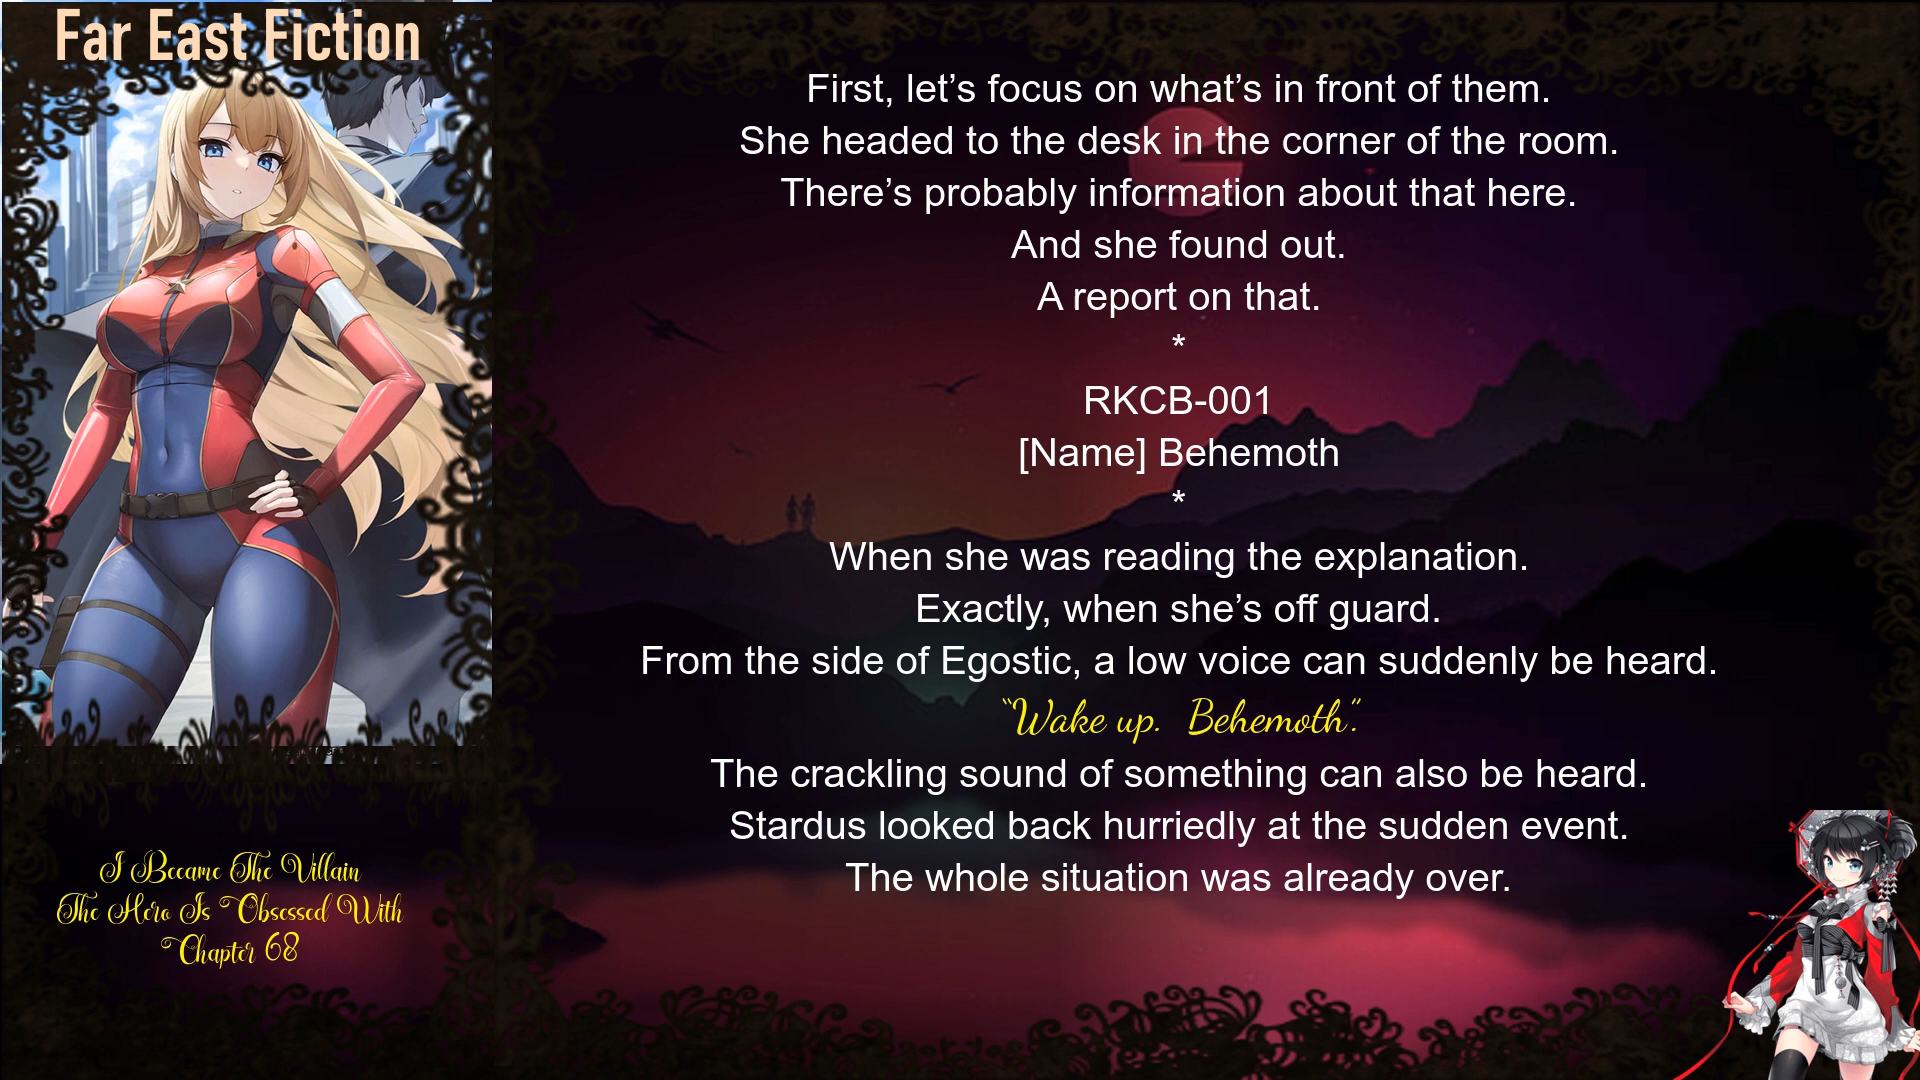 Far East Fiction
First, let’s focus on what’s in front of them.
She headed to the desk in the corner of the room.
There’s probably information about that here.
And she found out.
A report on that.
*
RKCB-001
[Name] Behemoth
*
When she was reading the explanation.
Exactly, when she’s off guard.
From the side of Egostic, a low voice can suddenly be heard.
“Wake up. Behemoth”.
The crackling sound of something can also be heard.
Stardus looked back hurriedly at the sudden event.
The whole situation was already over.
I Became The Villain
The Hero Is Obsessed With
Chapter 68